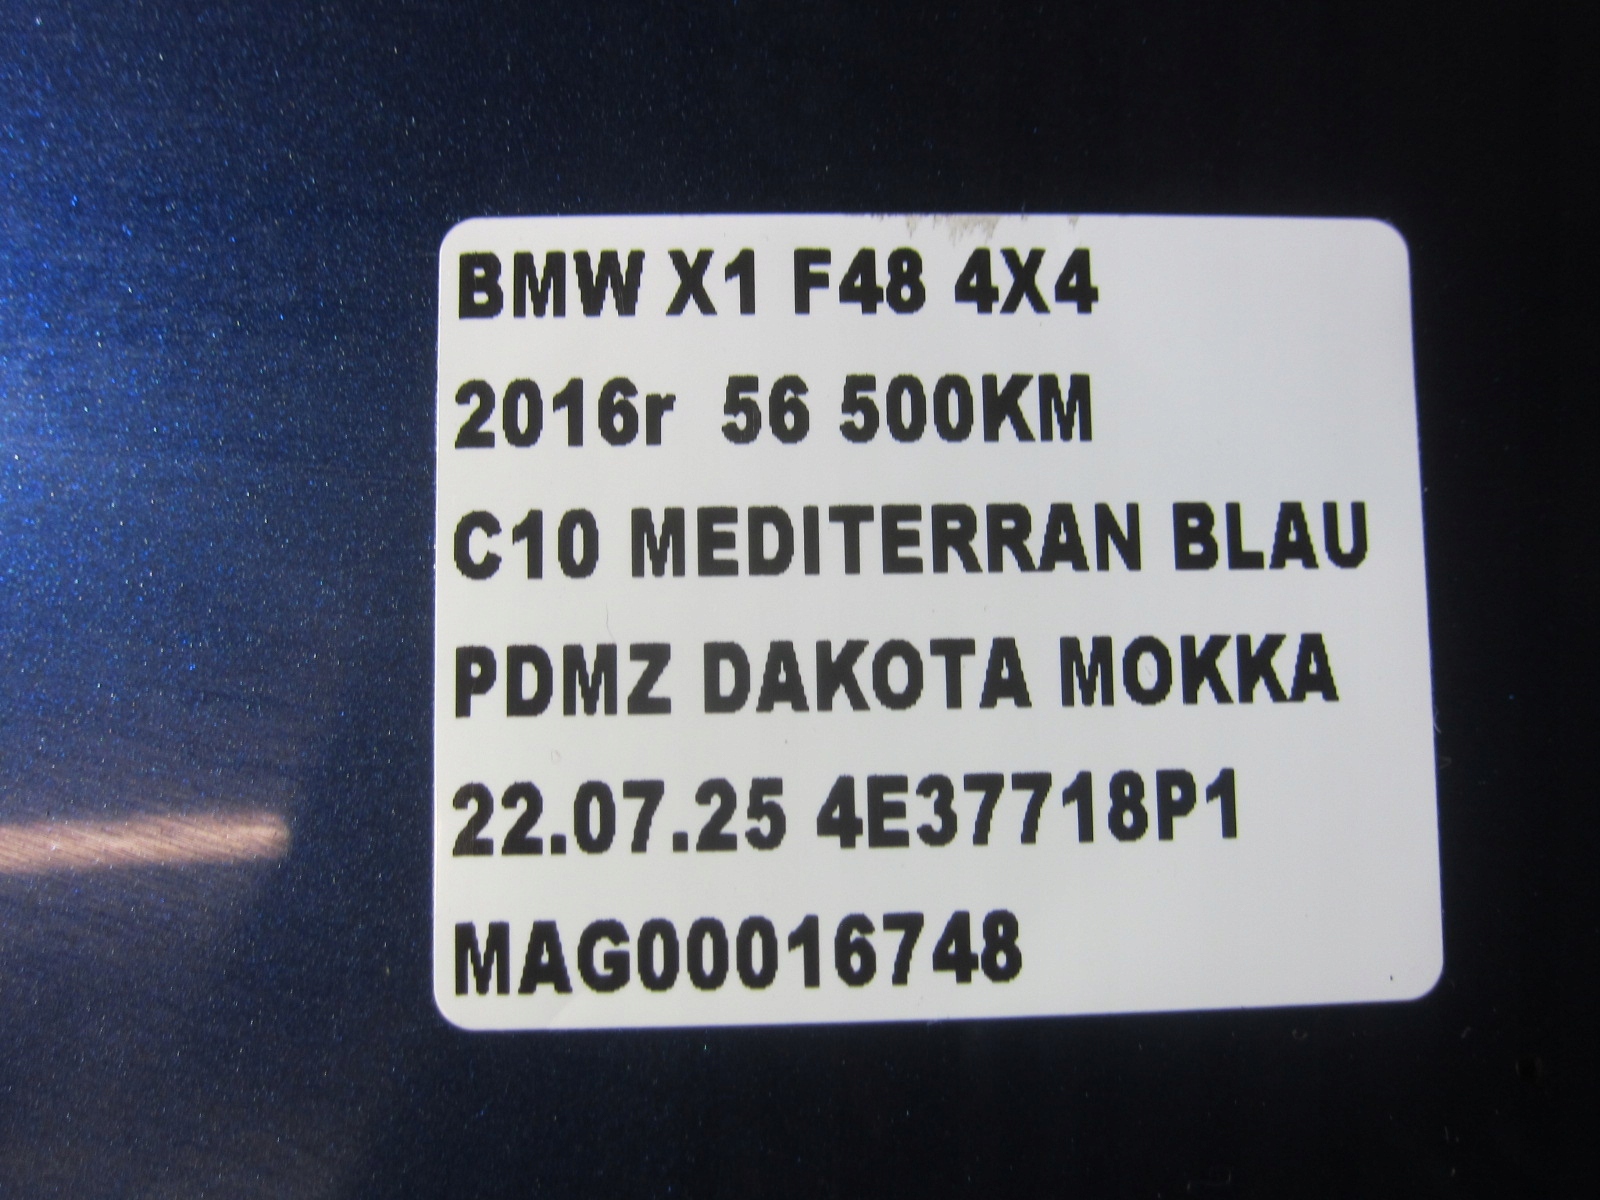 BMW X1 F48 4X4
2016r 56 500KM
C10 MEDITERRAN BLAU
PDMZ DAKOTA MOKKA
22.07.25 4E37718P1
MAG00016748